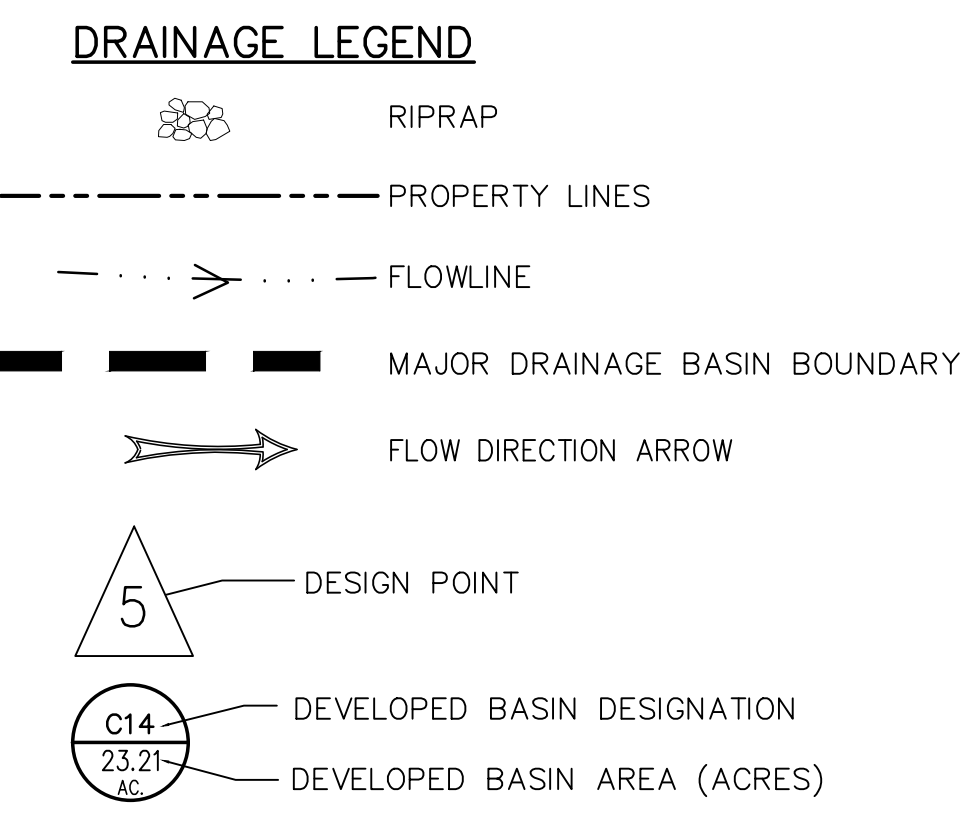 DRAINAGE LEGEND
RIPRAP
PROPERTY LINES
FLOWLINE
MAJOR DRAINAGE BASIN BOUNDARY
FLOW DIRECTION ARROW
5
DESIGN POINT
C14
DEVELOPED BASIN DESIGNATION
23.21
AC.
DEVELOPED BASIN AREA (ACRES)